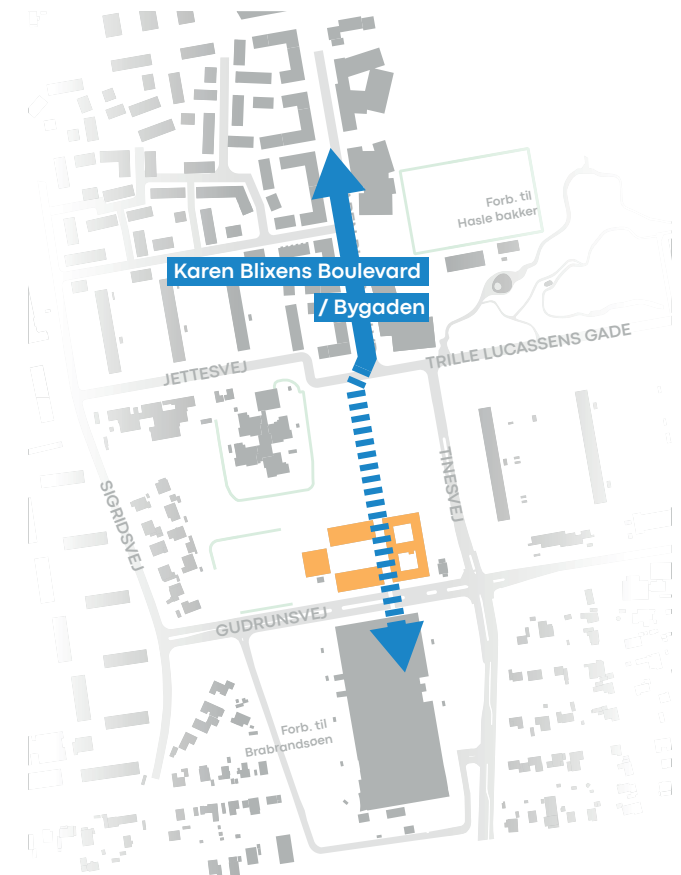 Forb. til
Hasle bakker
Karen Blixens Boulevard
/ Bygaden
TRILLE LUCASSENS GADE
JETTESVEJ
TINESVEJ
SIGRIDSVEJ
GUDRUNSVEJ
Forb. til
Brabrandsøen